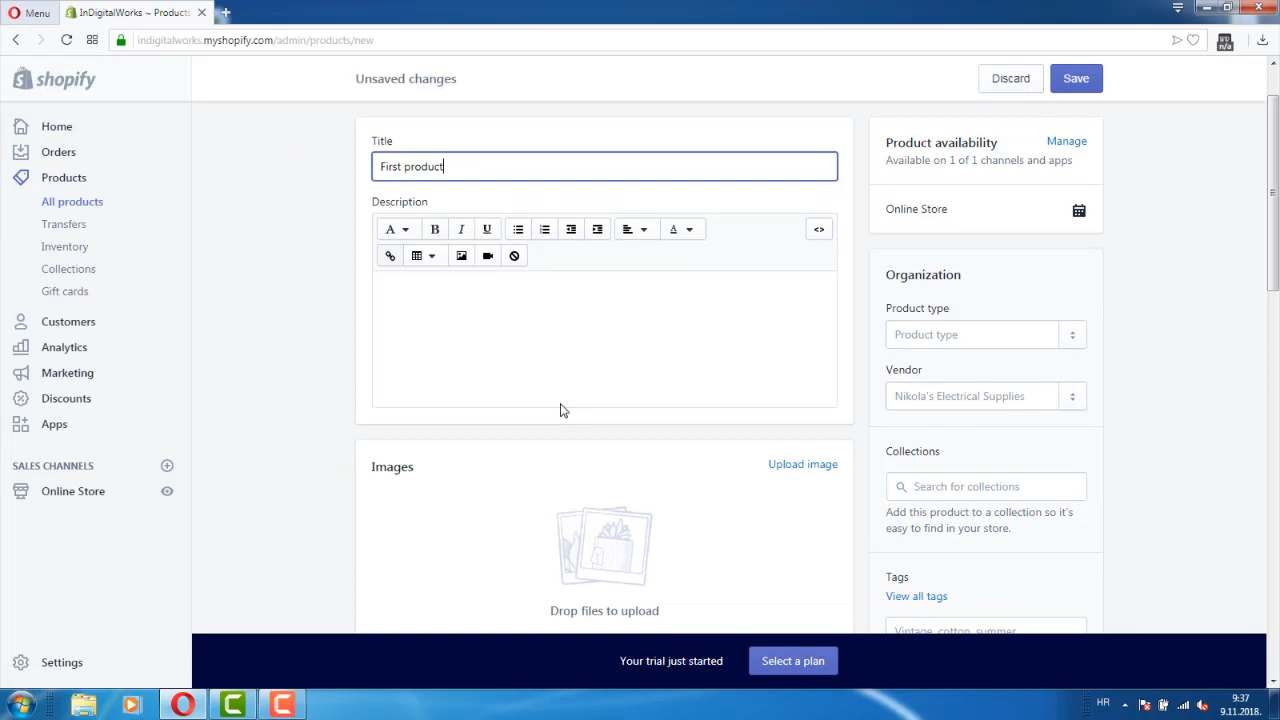 Menu
InDigitalWorks ~ Products
indigitalworks.myshopify.com/admin/products/new
shopify
Unsaved changes
Discard
Save
Home
Orders
Products
All products
Transfers
Inventory
Collections
Gift cards
Customers
Analytics
Marketing
Discounts
Apps
SALES CHANNELS
Online Store
Settings
Title
First product
Description
A
B
I
U
A
<>
Images
Upload image
Drop files to upload
Product availability
Manage
Available on 1 of 1 channels and apps
Online Store
Organization
Product type
Product type
Vendor
Nikola's Electrical Supplies
Collections
Search for collections
Add this product to a collection so it's
easy to find in your store.
Tags
View all tags
Vintage, cotton, summer
Your trial just started
Select a plan
HR
9:37
9.11.2018.